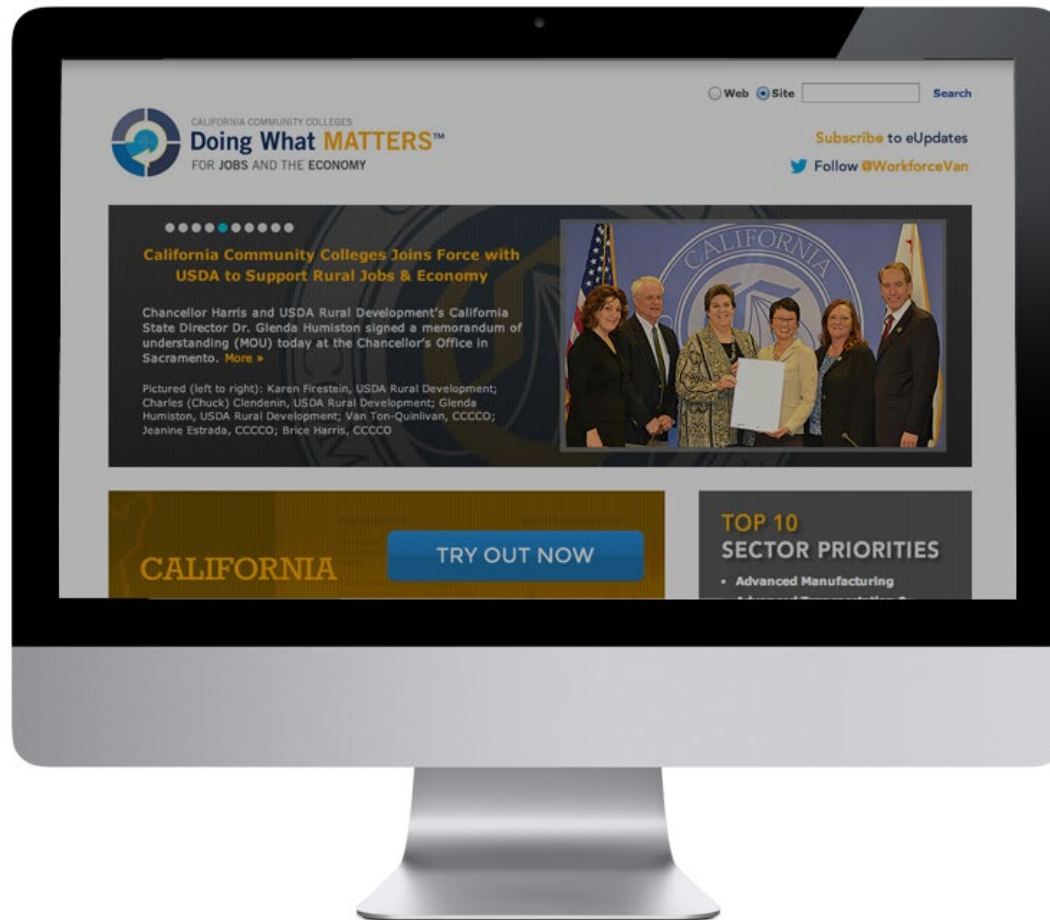 Web Site Search
CALIFORNIA COMMUNITY COLLEGES
Doing What MATTERS™
FOR JOBS AND THE ECONOMY
Subscribe to eUpdates
Follow @WorkforceVan
California Community Colleges Joins Force with
USDA to Support Rural Jobs & Economy
Chancellor Harris and USDA Rural Development's California
State Director Dr. Glenda Humiston signed a memorandum of
understanding (MOU) today at the Chancellor's Office in
Sacramento. More »
Pictured (left to right): Karen Firestein, USDA Rural Development;
Charles (Chuck) Clendenin, USDA Rural Development; Glenda
Humiston, USDA Rural Development; Van Ton-Quinlivan, CCCCO;
Jeanine Estrada, CCCCO; Brice Harris, CCCCO
CALIFORNIA
CALIFORNIA
TRY OUT NOW
TOP 10
SECTOR PRIORITIES
• Advanced Manufacturing